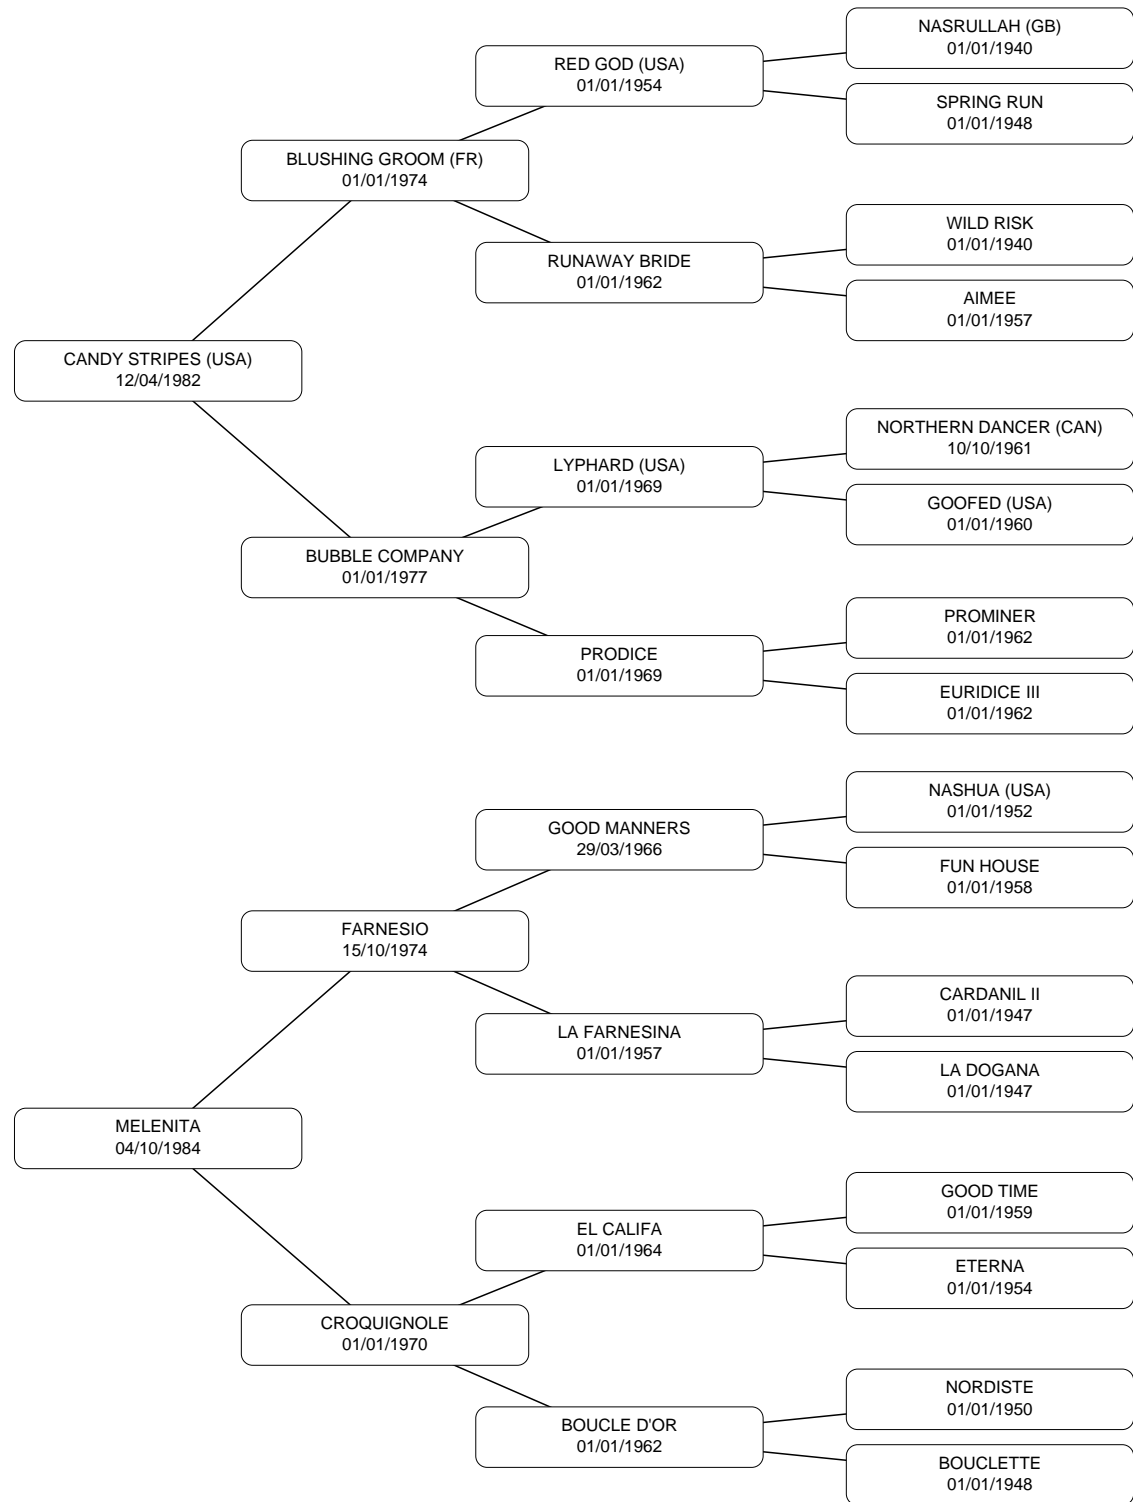 NASRULLAH (GB)
01/01/1940
RED GOD (USA)
01/01/1954
SPRING RUN
01/01/1948
BLUSHING GROOM (FR)
01/01/1974
WILD RISK
01/01/1940
RUNAWAY BRIDE
01/01/1962
AIMEE
01/01/1957
CANDY STRIPES (USA)
12/04/1982
NORTHERN DANCER (CAN)
10/10/1961
LYPHARD (USA)
01/01/1969
GOOFED (USA)
01/01/1960
BUBBLE COMPANY
01/01/1977
PROMINER
01/01/1962
PRODICE
01/01/1969
EURIDICE III
01/01/1962
NASHUA (USA)
01/01/1952
GOOD MANNERS
29/03/1966
FUN HOUSE
01/01/1958
FARNESIO
15/10/1974
CARDANIL II
01/01/1947
LA FARNESINA
01/01/1957
LA DOGANA
01/01/1947
MELENITA
04/10/1984
GOOD TIME
01/01/1959
EL CALIFA
01/01/1964
ETERNA
01/01/1954
CROQUIGNOLE
01/01/1970
NORDISTE
01/01/1950
BOUCLE D'OR
01/01/1962
BOUCLETTE
01/01/1948